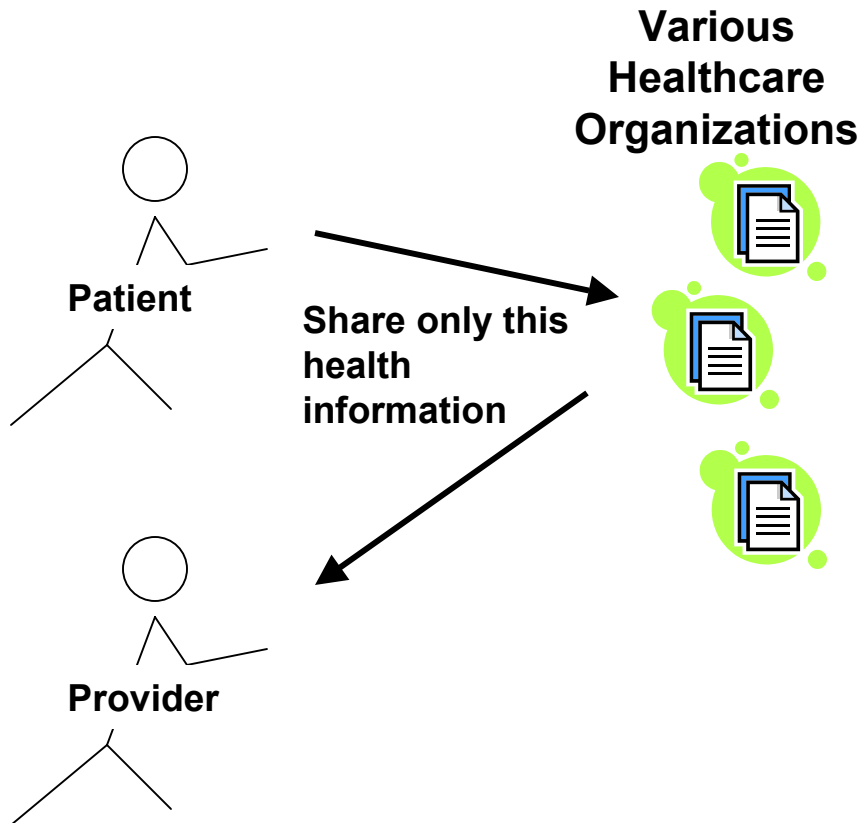 Various
Healthcare
Organizations
Patient
Share only this
health
information
Provider